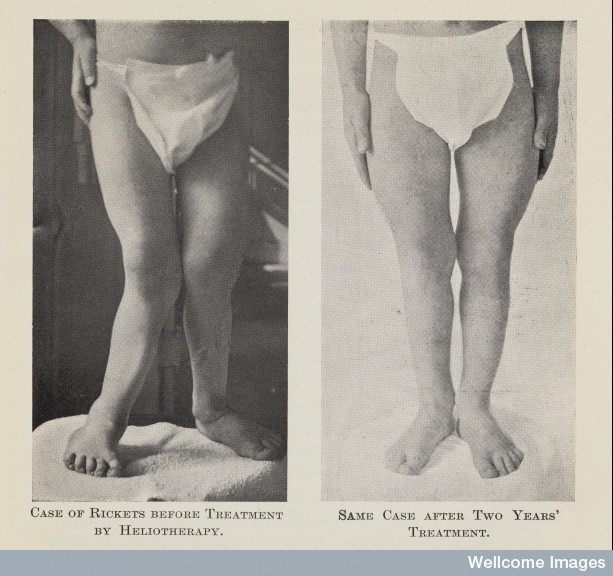 Case of Rickets before Treatment
by Heliotherapy.
Same Case after Two Years'
Treatment.
Wellcome Images